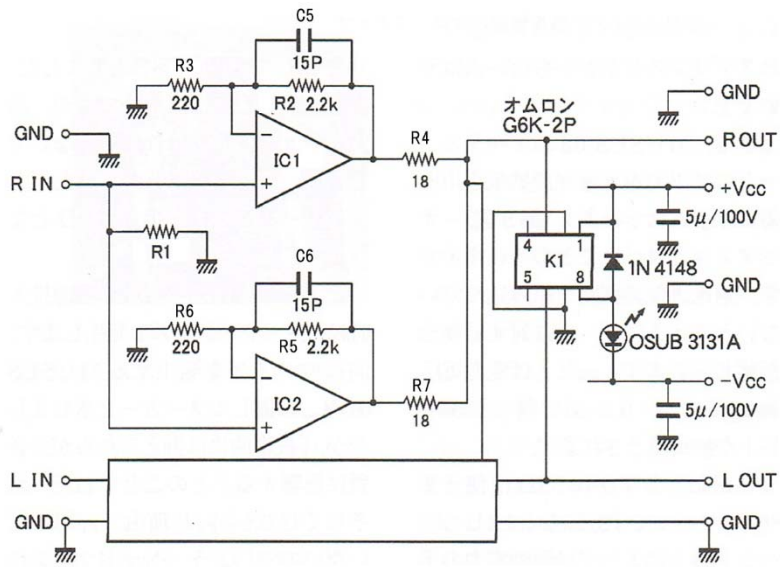 C5
15P
R3
220
R2 2.2k
GND
R IN
IC1
−
+
R4
18
R1
C6
15P
R6
220
R5 2.2k
IC2
−
+
R7
18
L IN
GND
オムロン
G6K-2P
4
1
K1
5
8
GND
ROUT
+Vcc
5μ/100V
1N 4148
GND
OSUB 3131A
−Vcc
5μ/100V
L OUT
GND